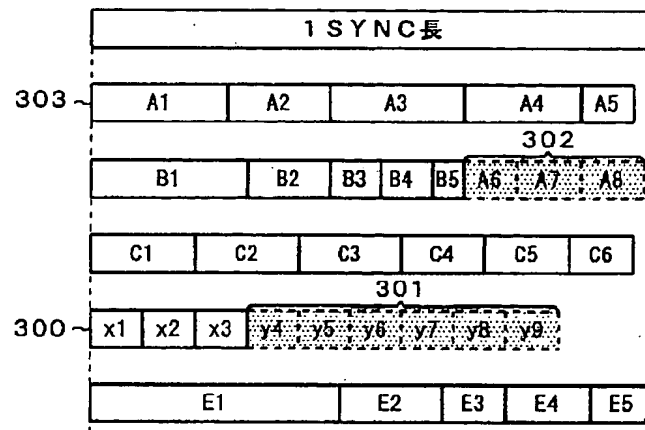 1SYNC長
303 A1 A2 A3 A4 A5
302
B1 B2 B3 B4 B5 A6 A7 A8
C1 C2 C3 C4 C5 C6
301
300 x1 x2 x3 y4 y5 y6 y7 y8 y9
E1 E2 E3 E4 E5